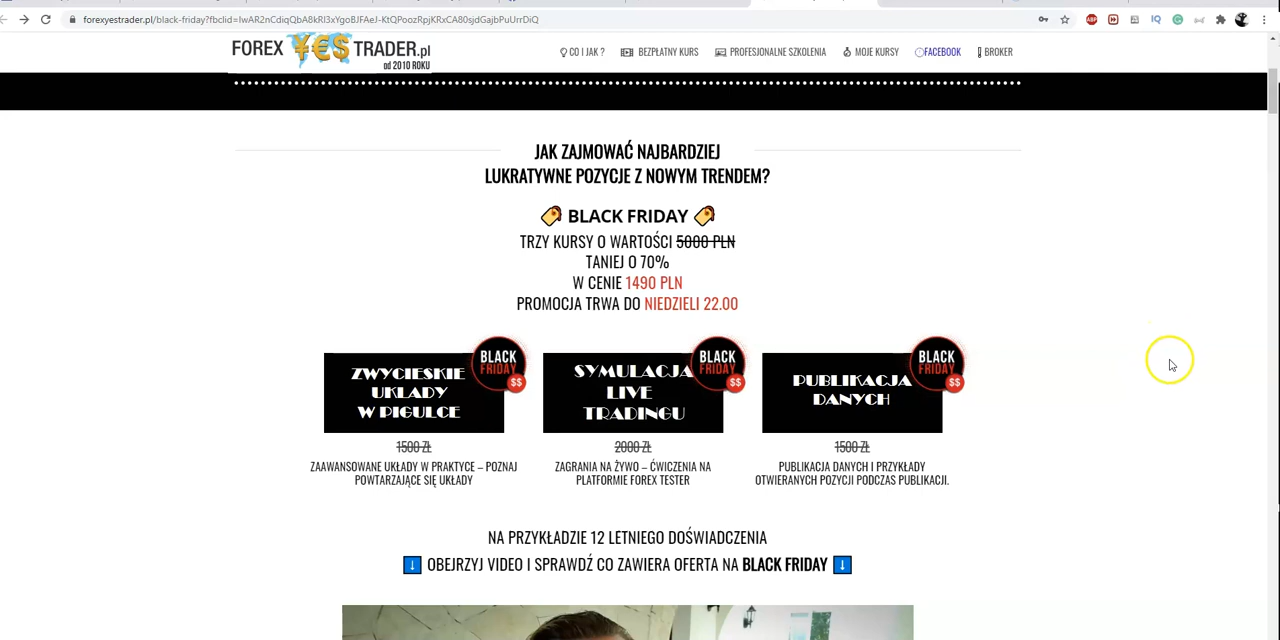 forexyestrader.pl/black-friday?fbclid=IwAR2nCdiqQbA8kRI3xYgoBJFAeJ-KtQPoozRpjKRxCA80sjdGajbPuUrrDiQ
FOREX YES TRADER.pl
od 2010 ROKU
CO I JAK ?
BEZPŁATNY KURS
PROFESJONALNE SZKOLENIA
MOJE KURSY
FACEBOOK
BROKER
JAK ZAJMOWAĆ NAJBARDZIEJ
LUKRATYWNE POZYCJE Z NOWYM TRENDEM?
BLACK FRIDAY
TRZY KURSY O WARTOŚCI 5000 PLN
TANIEJ O 70%
W CENIE 1490 PLN
PROMOCJA TRWA DO NIEDZIELI 22.00
ZWYCIESKIE
UKLADY
W PIGULCE
BLACK
FRIDAY
$$
SYMULACJA
LIVE
TRADINGU
BLACK
FRIDAY
$$
PUBLIKACJA
DANYCH
BLACK
FRIDAY
$$
1500 ZŁ
2000 ZŁ
1500 ZŁ
ZAAWANSOWANE UKŁADY W PRAKTYCE – POZNAJ
POWTARZAJĄCE SIĘ UKŁADY
ZAGRANIA NA ŻYWO – ĆWICZENIA NA
PLATFORMIE FOREX TESTER
PUBLIKACJA DANYCH I PRZYKŁADY
OTWIERANYCH POZYCJI PODCZAS PUBLIKACJI.
NA PRZYKŁADZIE 12 LETNIEGO DOŚWIADCZENIA
OBEJRZYJ VIDEO I SPRAWDŹ CO ZAWIERA OFERTA NA BLACK FRIDAY